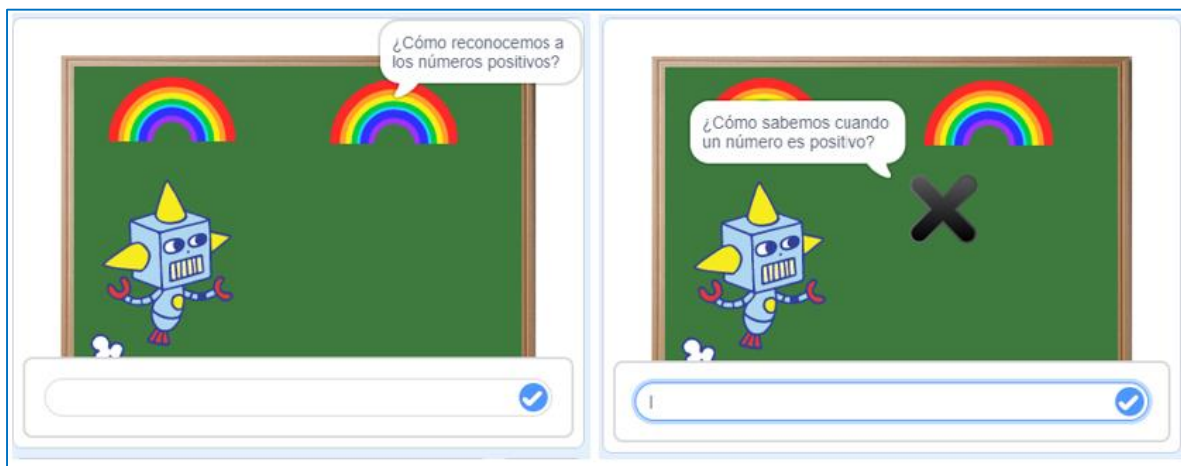 ¿Cómo reconocemos a
los números positivos?
¿Cómo sabemos cuando
un número es positivo?